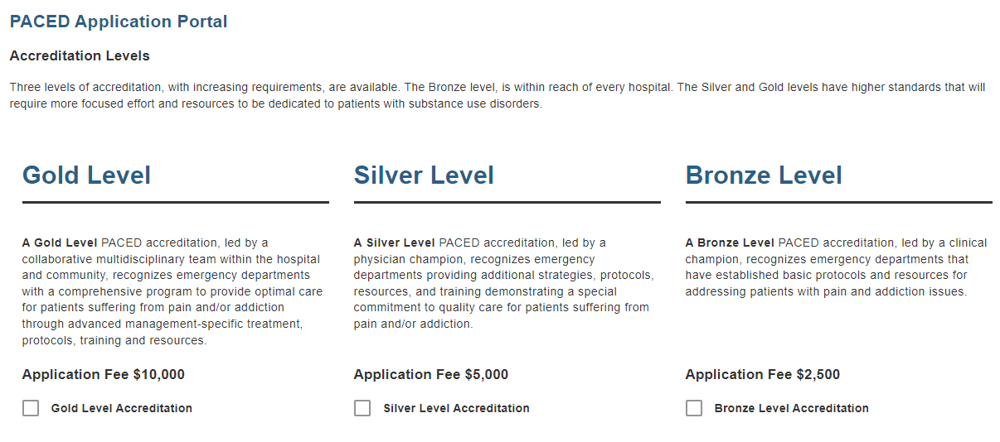 PACED Application Portal
Accreditation Levels
Three levels of accreditation, with increasing requirements, are available. The Bronze level, is within reach of every hospital. The Silver and Gold levels have higher standards that will
require more focused effort and resources to be dedicated to patients with substance use disorders.
Gold Level
A Gold Level PACED accreditation, led by a
collaborative multidisciplinary team within the hospital
and community, recognizes emergency departments
with a comprehensive program to provide optimal care
for patients suffering from pain and/or addiction
through advanced management-specific treatment,
protocols, training and resources.
Application Fee $10,000
Gold Level Accreditation
Silver Level
A Silver Level PACED accreditation, led by a
physician champion, recognizes emergency
departments providing additional strategies, protocols,
resources, and training demonstrating a special
commitment to quality care for patients suffering from
pain and/or addiction.
Application Fee $5,000
Silver Level Accreditation
Bronze Level
A Bronze Level PACED accreditation, led by a clinical
champion, recognizes emergency departments that
have established basic protocols and resources for
addressing patients with pain and addiction issues.
Application Fee $2,500
Bronze Level Accreditation